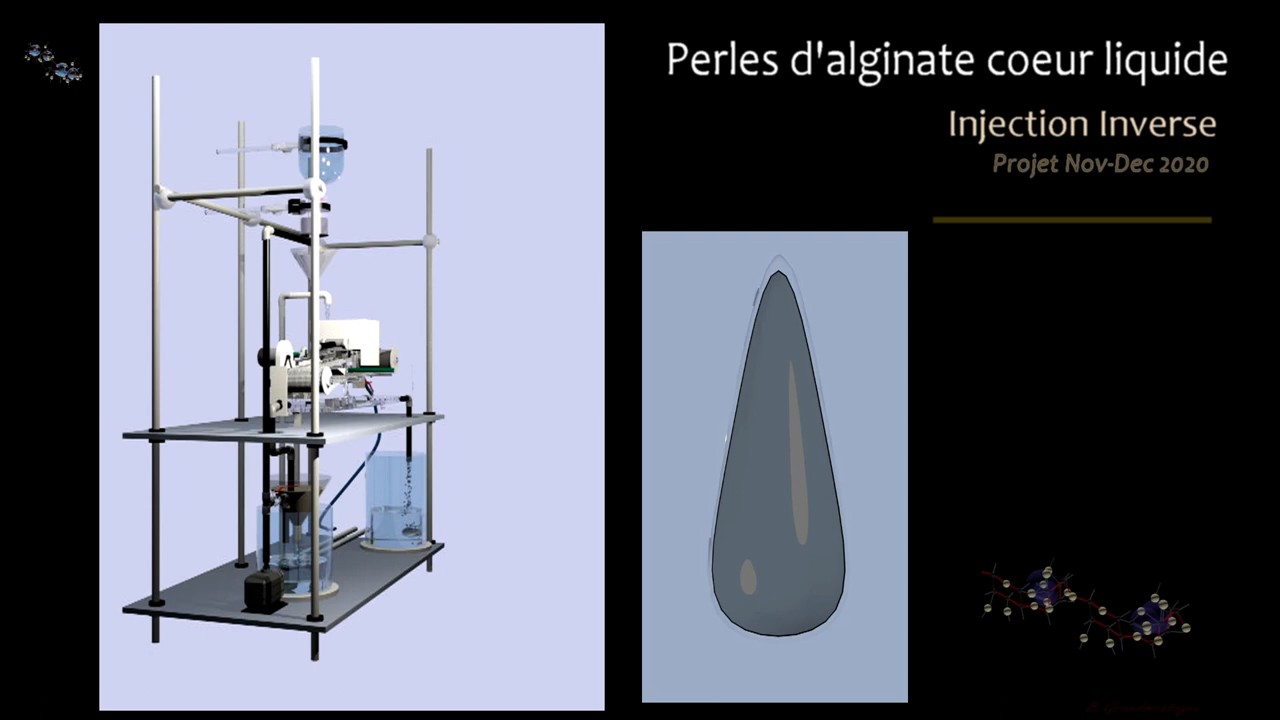 Perles d'alginate coeur liquide
Injection Inverse
Projet Nov-Dec 2020